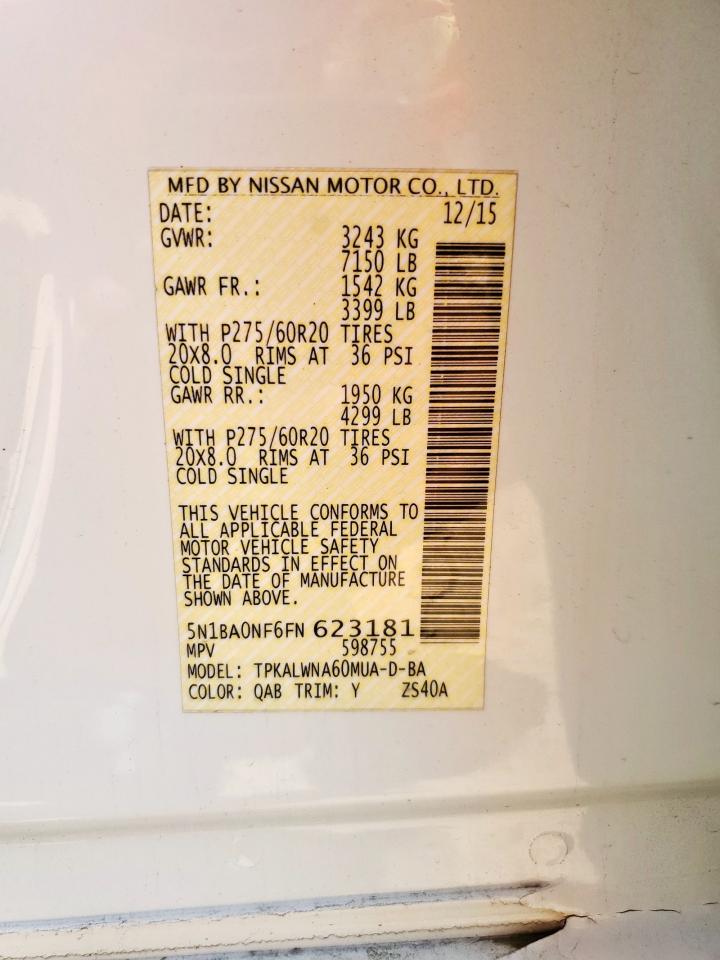 MFD BY NISSAN MOTOR CO., LTD.
DATE: 12/15
GVWR: 3243 KG
7150 LB
GAWR FR.: 1542 KG
3399 LB
WITH P275/60R20 TIRES
20X8.0 RIMS AT 36 PSI
COLD SINGLE
GAWR RR.: 1950 KG
4299 LB
WITH P275/60R20 TIRES
20X8.0 RIMS AT 36 PSI
COLD SINGLE
THIS VEHICLE CONFORMS TO
ALL APPLICABLE FEDERAL
MOTOR VEHICLE SAFETY
STANDARDS IN EFFECT ON
THE DATE OF MANUFACTURE
SHOWN ABOVE.
5N1BA0NF6FN 623181
MPV 598755
MODEL: TPKALWNA60MUA-D-BA
COLOR: QAB TRIM: Y ZS40A